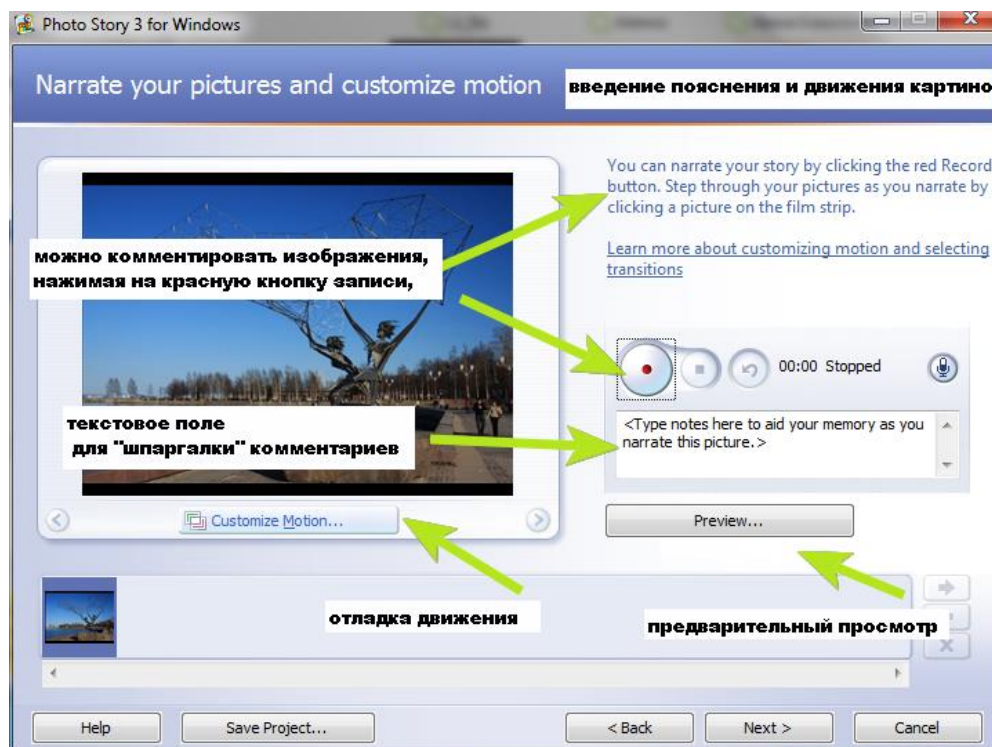 Photo Story 3 for Windows
Narrate your pictures and customize motion
введение пояснения и движения картино
You can narrate your story by clicking the red Record
button. Step through your pictures as you narrate by
clicking a picture on the film strip.
Learn more about customizing motion and selecting
transitions
можно комментировать изображения,
нажимая на красную кнопку записи,
00:00 Stopped
текстовое поле
для "шпаргалки" комментариев
<Type notes here to aid your memory as you
narrate this picture.>
Customize Motion...
Preview...
отладка движения
предварительный просмотр
Help
Save Project...
< Back
Next >
Cancel